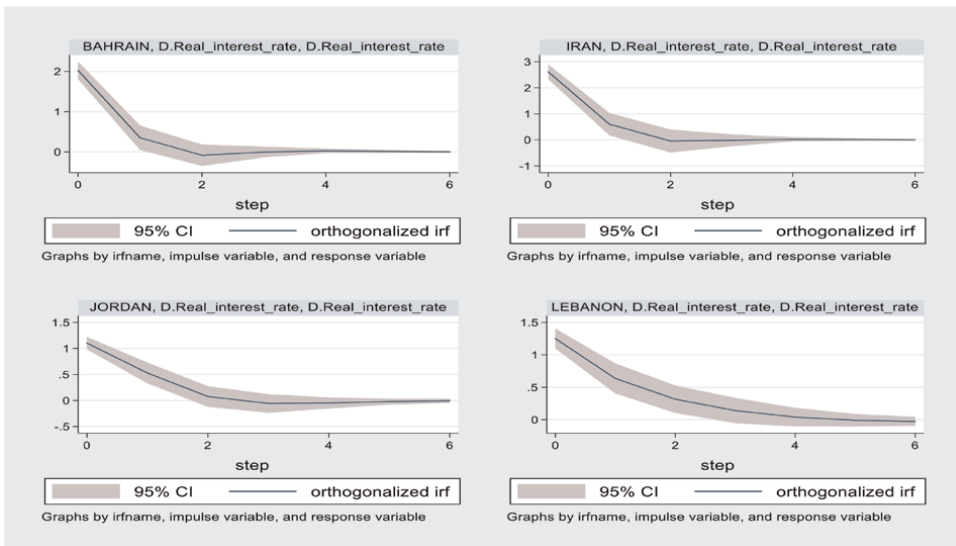 BAHRAIN, D.Real_interest_rate, D.Real_interest_rate
2
1
0
0 2 4 6
step
95% CI orthogonalized irf
Graphs by irfname, impulse variable, and response variable
IRAN, D.Real_interest_rate, D.Real_interest_rate
3
2
1
0
-1
0 2 4 6
step
95% CI orthogonalized irf
Graphs by irfname, impulse variable, and response variable
JORDAN, D.Real_interest_rate, D.Real_interest_rate
1.5
1
.5
0
-.5
0 2 4 6
step
95% CI orthogonalized irf
Graphs by irfname, impulse variable, and response variable
LEBANON, D.Real_interest_rate, D.Real_interest_rate
1.5
1
.5
0
0 2 4 6
step
95% CI orthogonalized irf
Graphs by irfname, impulse variable, and response variable